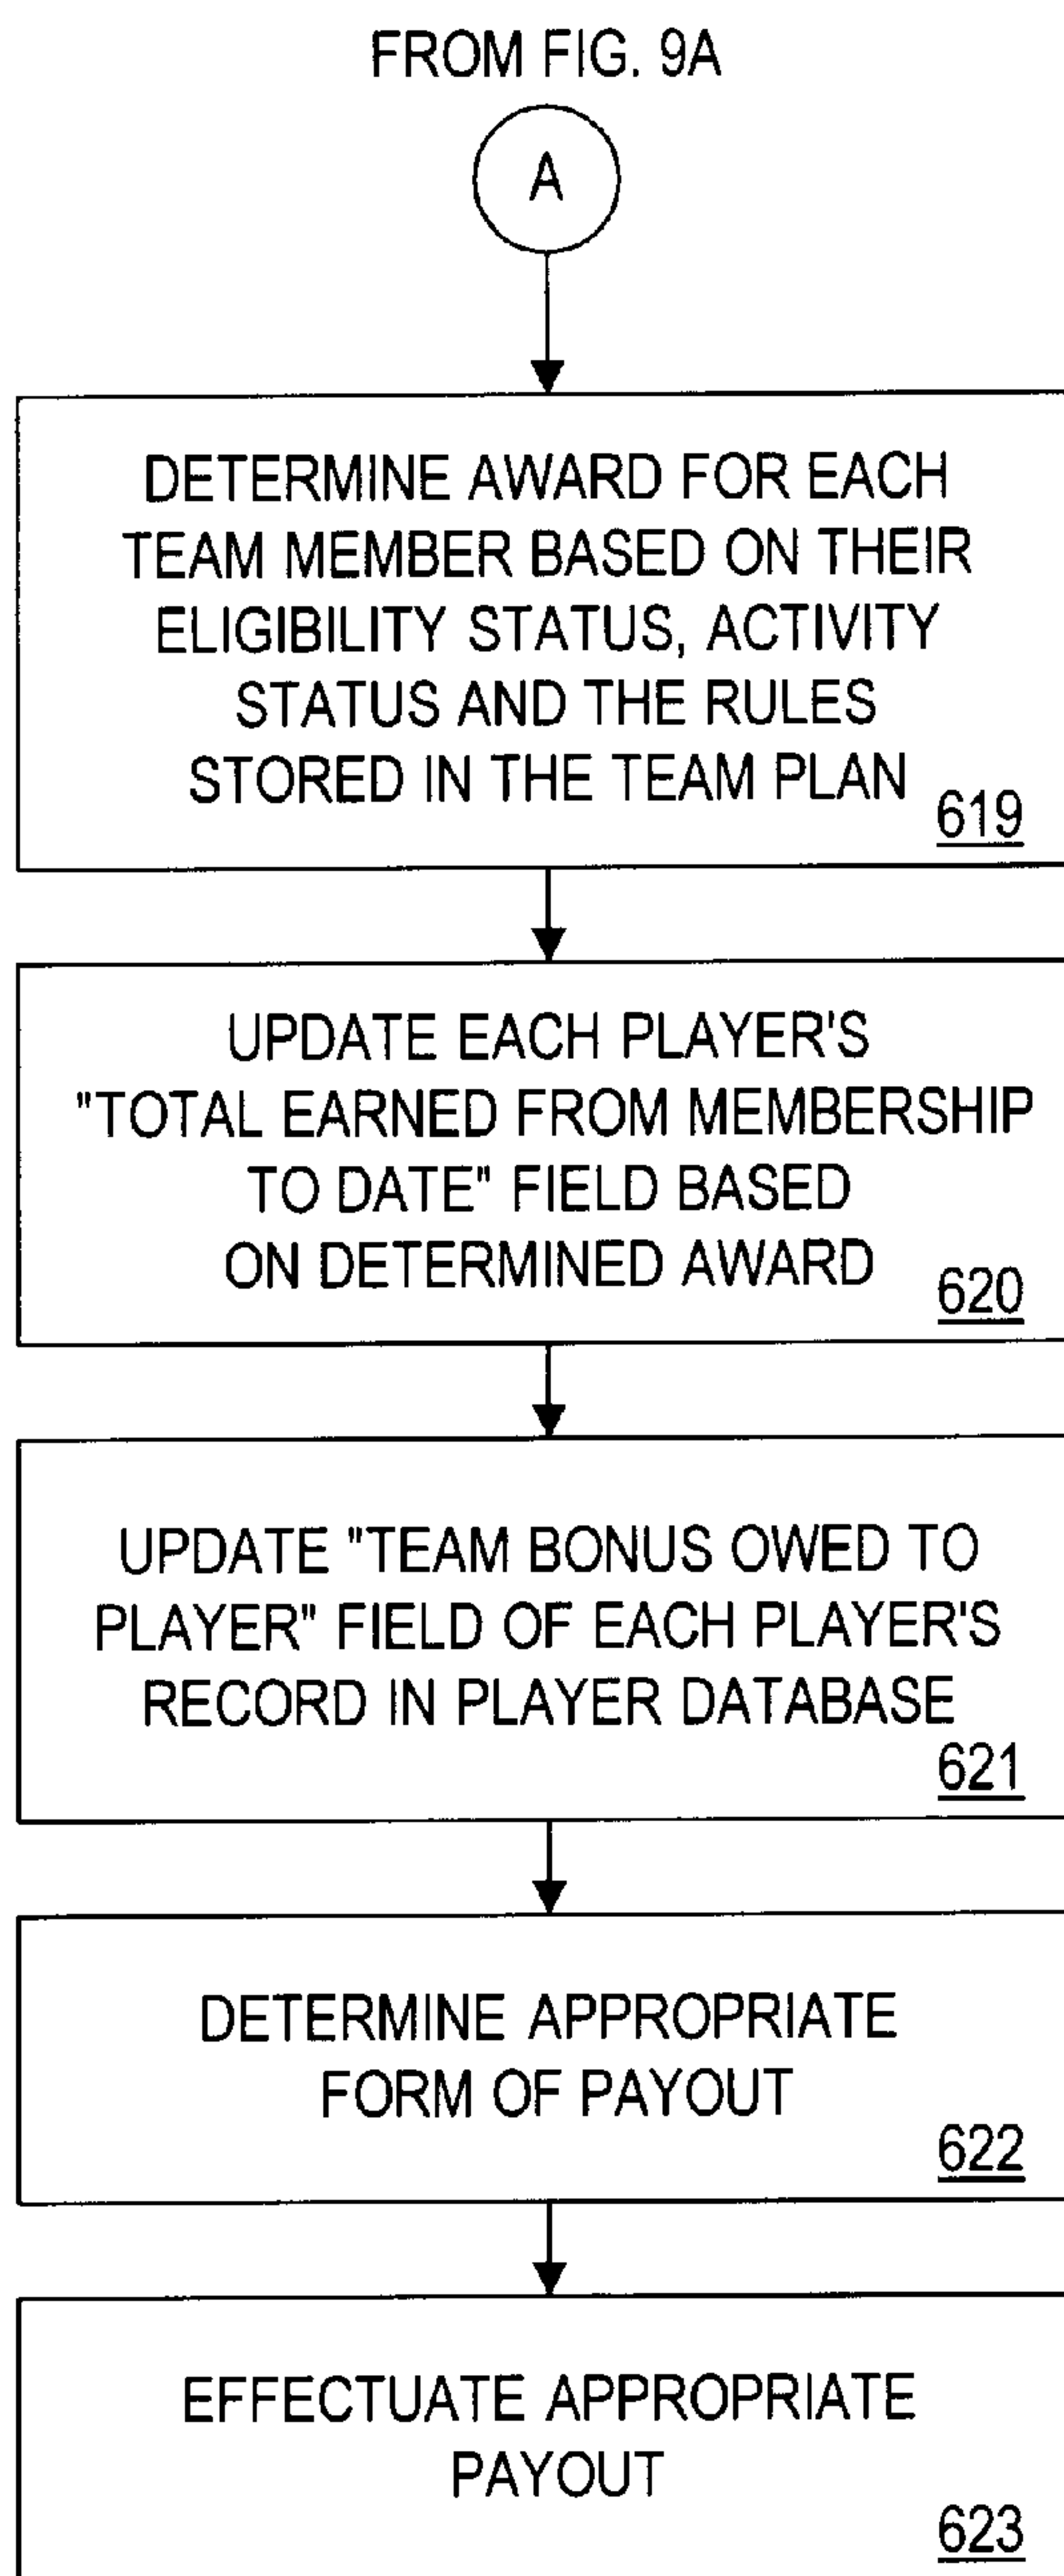 FROM FIG. 9A
A
DETERMINE AWARD FOR EACH
TEAM MEMBER BASED ON THEIR
ELIGIBILITY STATUS, ACTIVITY
STATUS AND THE RULES
STORED IN THE TEAM PLAN
619
UPDATE EACH PLAYER'S
"TOTAL EARNED FROM MEMBERSHIP
TO DATE" FIELD BASED
ON DETERMINED AWARD
620
UPDATE "TEAM BONUS OWED TO
PLAYER" FIELD OF EACH PLAYER'S
RECORD IN PLAYER DATABASE
621
DETERMINE APPROPRIATE
FORM OF PAYOUT
622
EFFECTUATE APPROPRIATE
PAYOUT
623